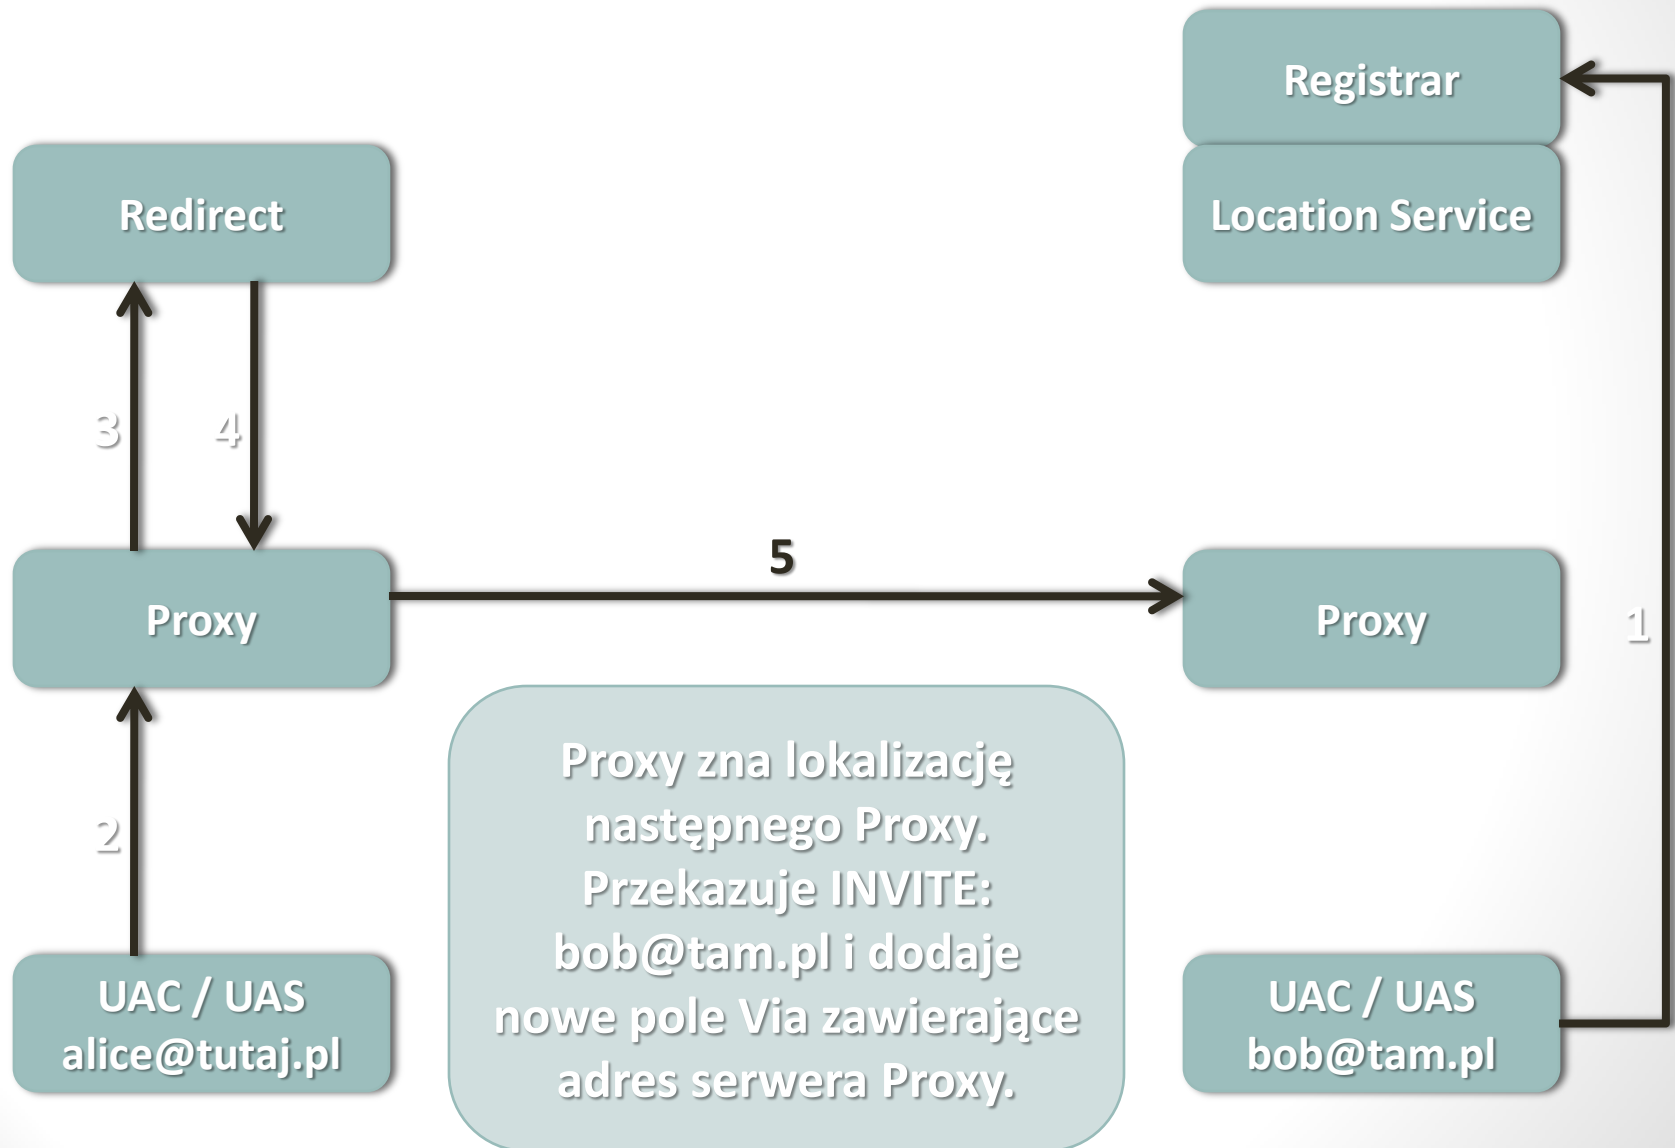 Registrar
Redirect
Location Service
3
4
5
Proxy
Proxy
1
2
Proxy zna lokalizację
następnego Proxy.
Przekazuje INVITE:
bob@tam.pl i dodaje
nowe pole Via zawierające
adres serwera Proxy.
UAC / UAS
alice@tutaj.pl
UAC / UAS
bob@tam.pl